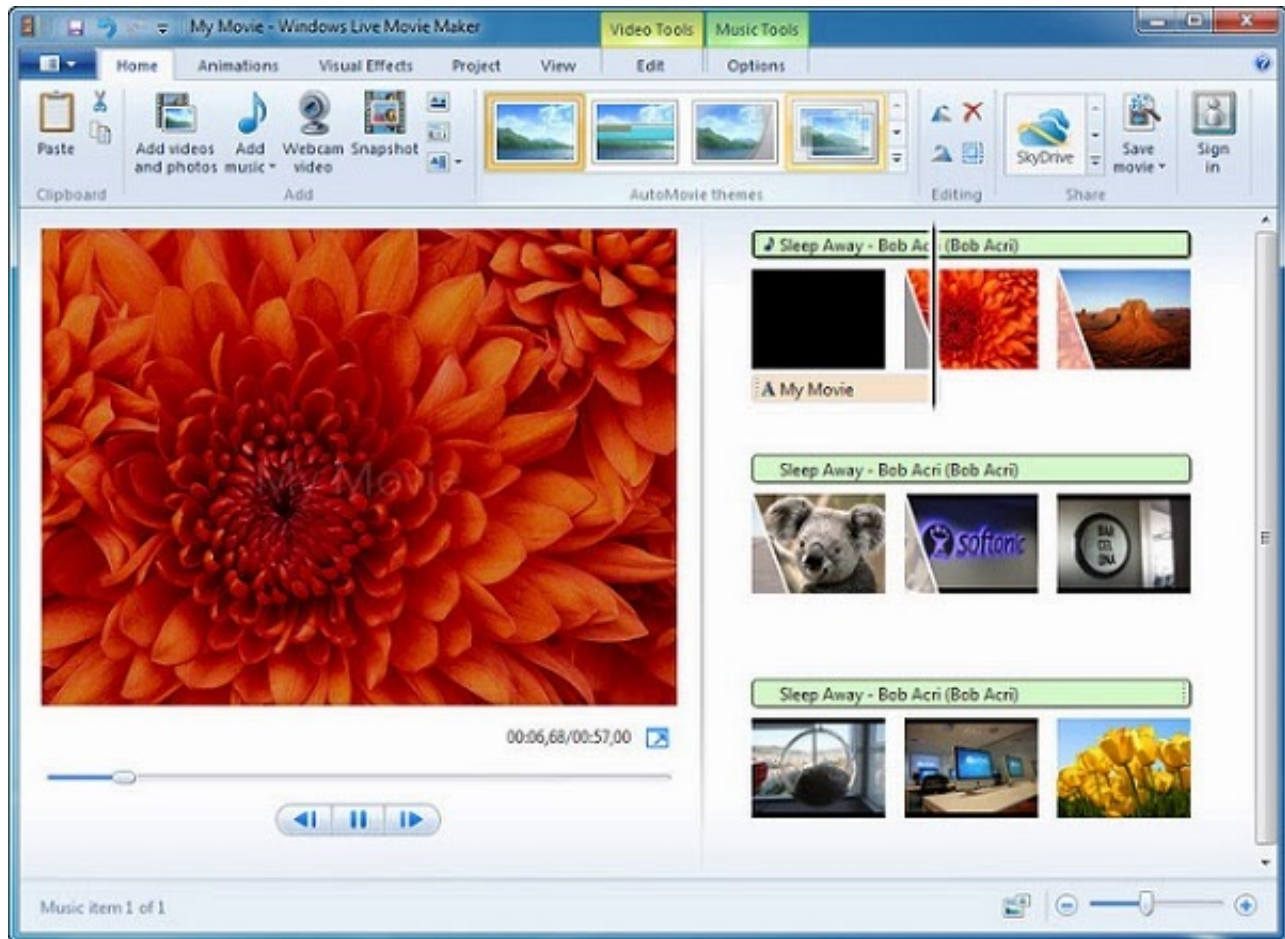 My Movie - Windows Live Movie Maker
Video Tools
Music Tools
Home
Animations
Visual Effects
Project
View
Edit
Options
Paste
Add videos and photos
Add music
Webcam video
Snapshot
SkyDrive
Save movie
Sign in
Clipboard
Add
AutoMovie themes
Editing
Share
Sleep Away - Bob Acri (Bob Acri)
A My Movie
My Movie
Sleep Away - Bob Acri (Bob Acri)
softonic
BAR
CEL
ONA
Sleep Away - Bob Acri (Bob Acri)
00:06,68/00:57,00
Music item 1 of 1